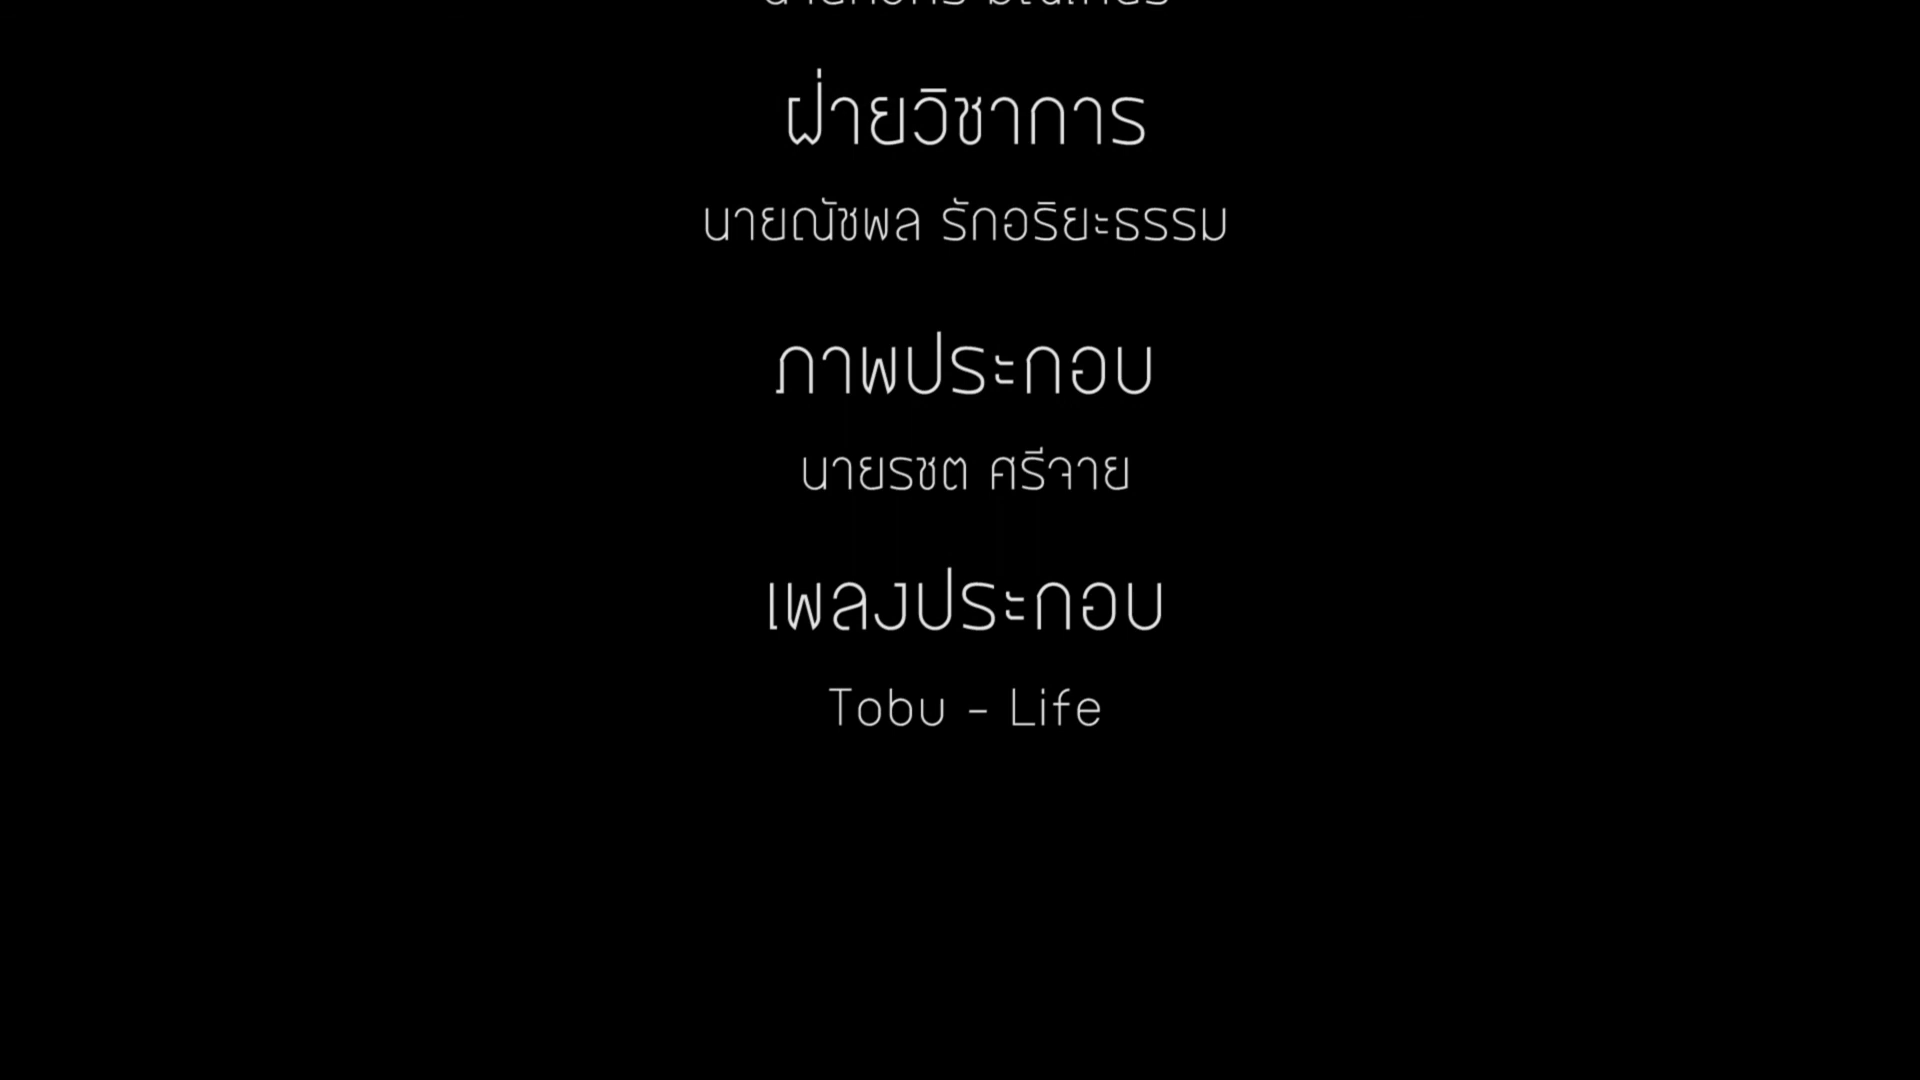 ฝ่ายวิชาการ
นายณัชพล รักอริยะธรรม
ภาพประกอบ
นายรชต ศรีจาย
เพลงประกอบ
Tobu - Life